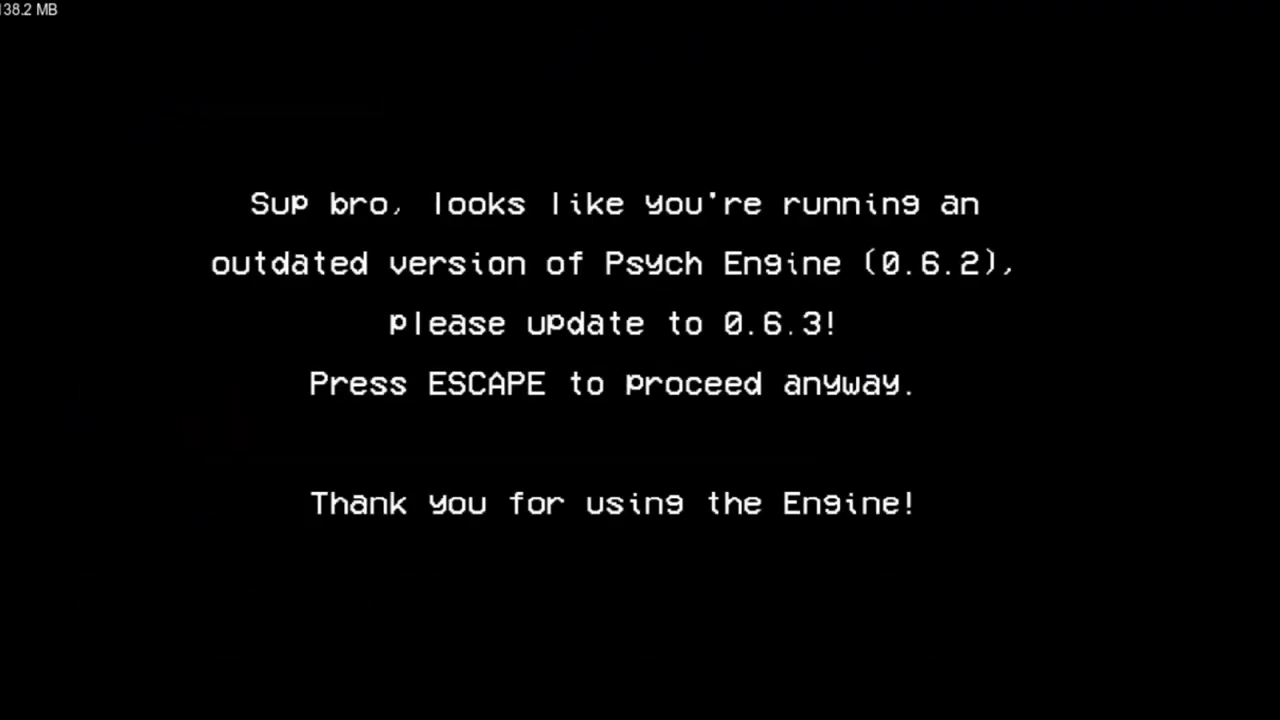 138.2 MB
Sup bro, looks like you're running an
outdated version of Psych Engine (0.6.2),
please update to 0.6.3!
Press ESCAPE to proceed anyway.
Thank you for using the Engine!